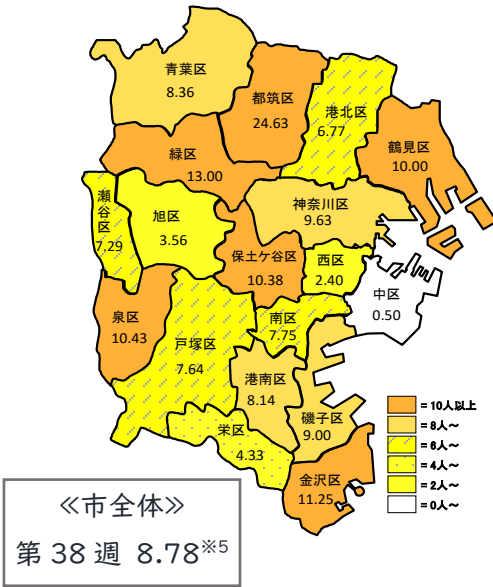 青葉区
8.36
都筑区
24.63
港北区
6.77
鶴見区
10.00
緑区
13.00
神奈川区
9.63
瀬谷区
7.29
旭区
3.56
保土ケ谷区
10.38
西区
2.40
中区
0.50
泉区
10.43
戸塚区
7.64
南区
7.75
港南区
8.14
磯子区
9.00
栄区
4.33
金沢区
11.25
= 10人以上
= 8人～
= 6人～
= 4人～
= 2人～
= 0人～
≪市全体≫
第 38 週 8.78※5